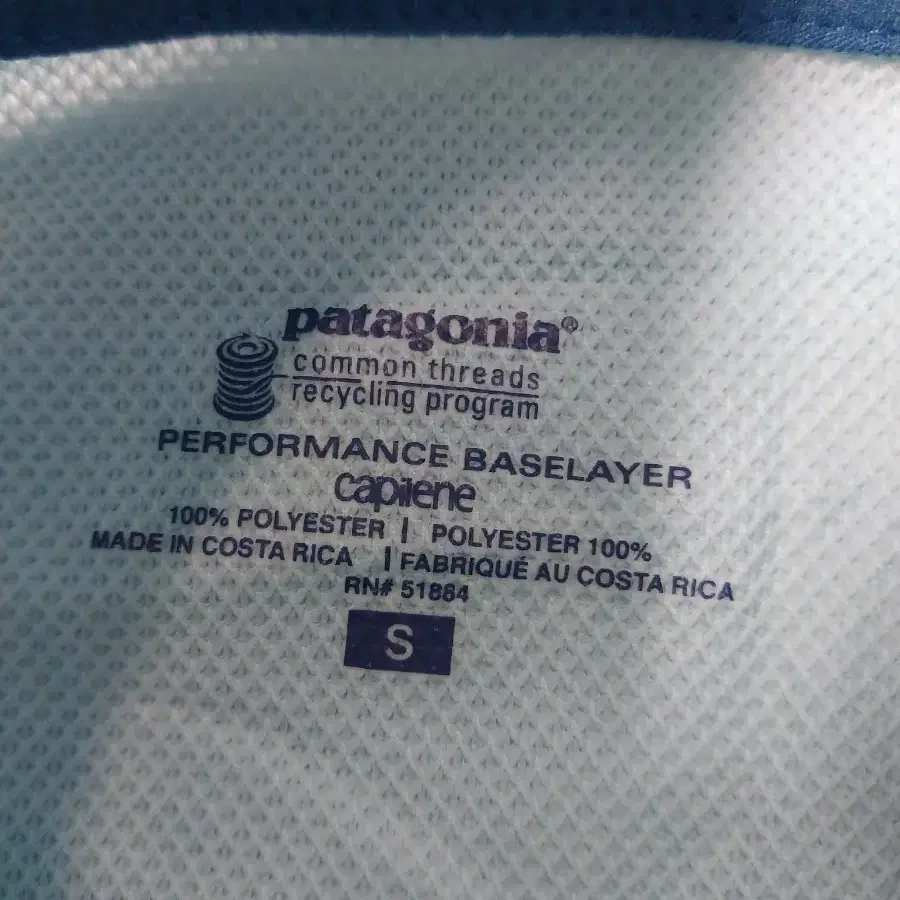 patagonia®
common threads
recycling program
PERFORMANCE BASELAYER
capilene
100% POLYESTER | POLYESTER 100%
MADE IN COSTA RICA | FABRIQUÉ AU COSTA RICA
RN# 51884
S